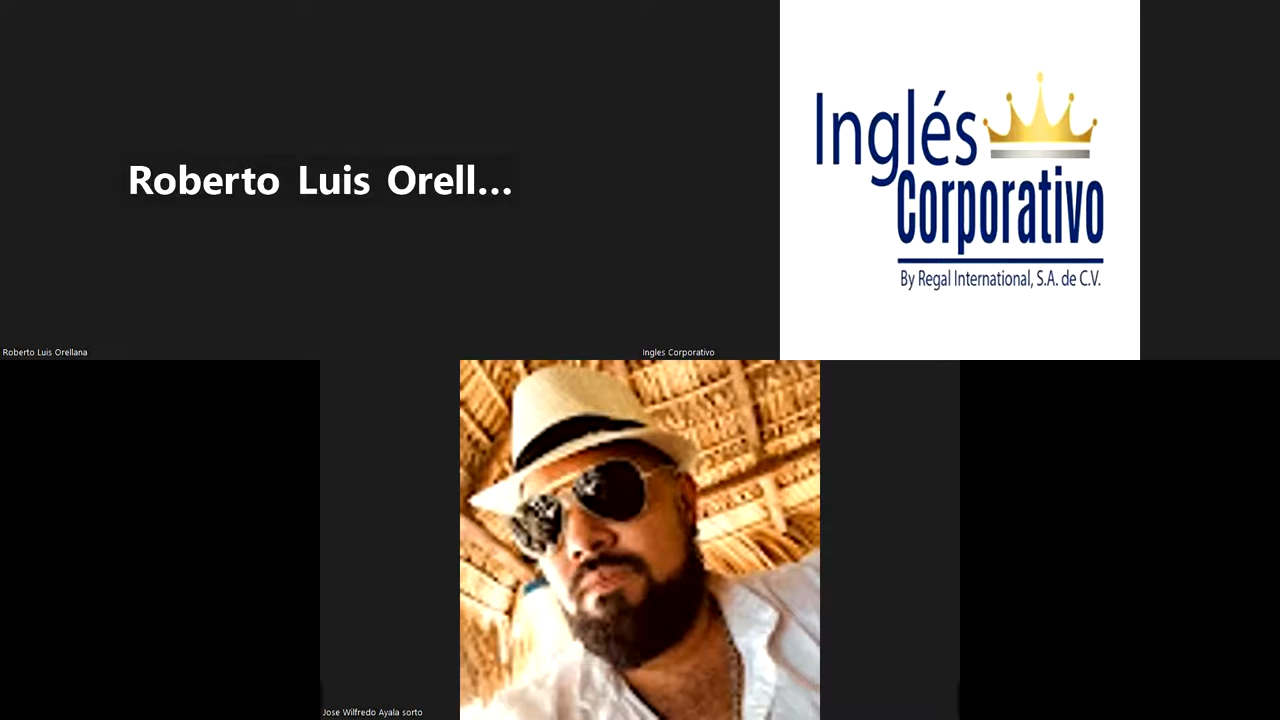 Roberto Luis Orell...
Inglés
Corporativo
By Regal International, S.A. de C.V.
Roberto Luis Orellana
Ingles Corporativo
Jose Wilfredo Ayala sorto